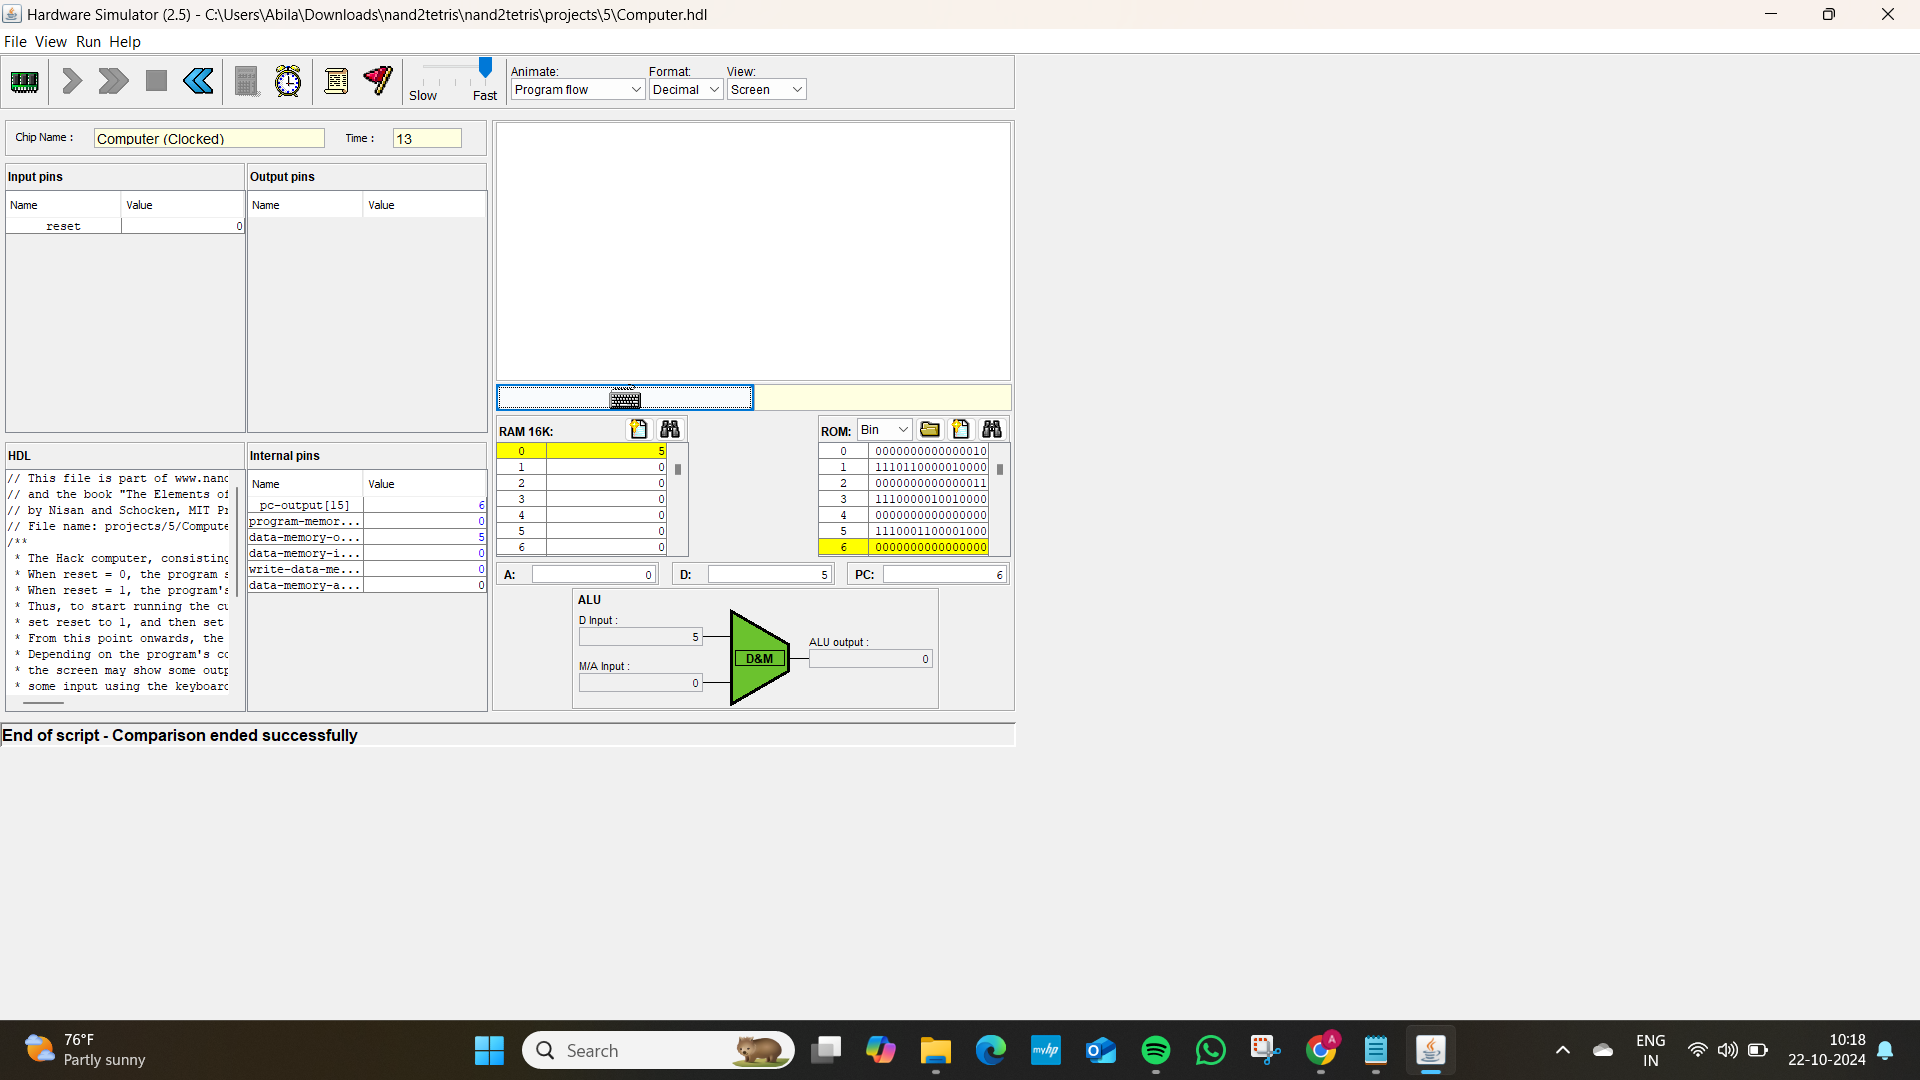 Hardware Simulator (2.5) - C:\Users\Abila\Downloads\nand2tetris\nand2tetris\projects\5\Computer.hdl
File View Run Help
Slow Fast
Animate: Format: View:
Program flow Decimal Screen
Chip Name : Computer (Clocked) Time : 13
Input pins
Name Value
reset 0
Output pins
Name Value
HDL
// This file is part of www.nand
// and the book "The Elements of
// by Nisan and Schocken, MIT Pr
// File name: projects/5/Compute
/**
* The Hack computer, consisting
* When reset = 0, the program s
* When reset = 1, the program's
* Thus, to start running the cu
* set reset to 1, and then set
* From this point onwards, the
* Depending on the program's co
* the screen may show some outp
* some input using the keyboard
Internal pins
Name Value
pc-output[15] 6
program-memor... 0
data-memory-o... 5
data-memory-i... 0
write-data-me... 0
data-memory-a... 0
RAM 16K:
0 5
1 0
2 0
3 0
4 0
5 0
6 0
ROM: Bin
0 0000000000000010
1 1110110000010000
2 0000000000000011
3 1110000010010000
4 0000000000000000
5 1110001100001000
6 0000000000000000
A: 0 D: 5 PC: 6
ALU
D Input :
5
M/A Input :
0
D&M
ALU output :
0
End of script - Comparison ended successfully
76°F
Partly sunny
Search
myhp
A
ENG
IN
10:18
22-10-2024